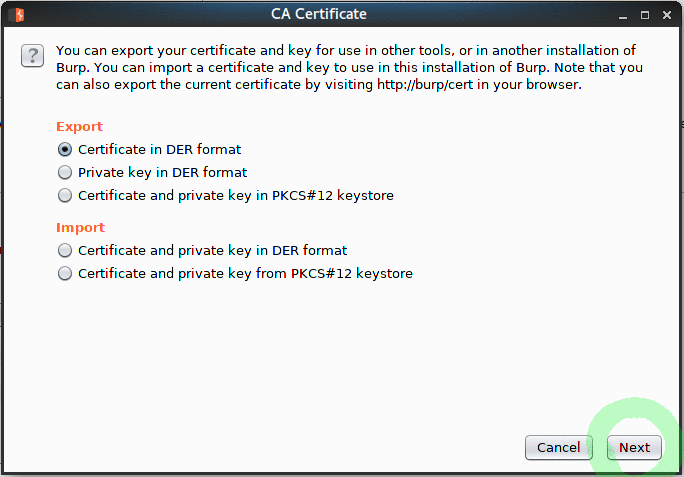 CA Certificate
?
You can export your certificate and key for use in other tools, or in another installation of
Burp. You can import a certificate and key to use in this installation of Burp. Note that you
can also export the current certificate by visiting http://burp/cert in your browser.
Export
Certificate in DER format
Private key in DER format
Certificate and private key in PKCS#12 keystore
Import
Certificate and private key in DER format
Certificate and private key from PKCS#12 keystore
Cancel Next